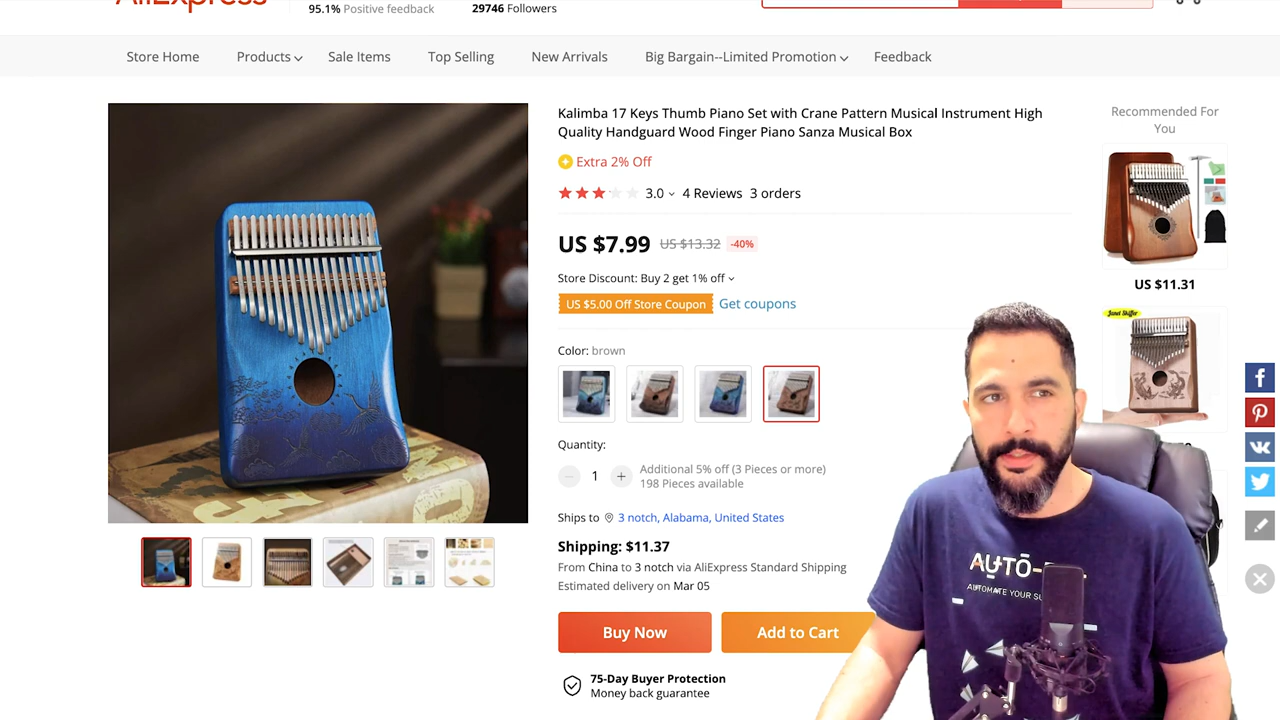 AliExpress
95.1% Positive feedback
29746 Followers
Store Home
Products
Sale Items
Top Selling
New Arrivals
Big Bargain--Limited Promotion
Feedback
Kalimba 17 Keys Thumb Piano Set with Crane Pattern Musical Instrument High
Quality Handguard Wood Finger Piano Sanza Musical Box
Extra 2% Off
3.0 4 Reviews 3 orders
US $7.99 US $13.32 -40%
Store Discount: Buy 2 get 1% off
US $5.00 Off Store Coupon Get coupons
Color: brown
Quantity:
1
Additional 5% off (3 Pieces or more)
198 Pieces available
Ships to 3 notch, Alabama, United States
Shipping: $11.37
From China to 3 notch via AliExpress Standard Shipping
Estimated delivery on Mar 05
Buy Now
Add to Cart
75-Day Buyer Protection
Money back guarantee
Recommended For
You
US $11.31
Janet Skiffer
AUTŌ-
AUTOMATE YOUR